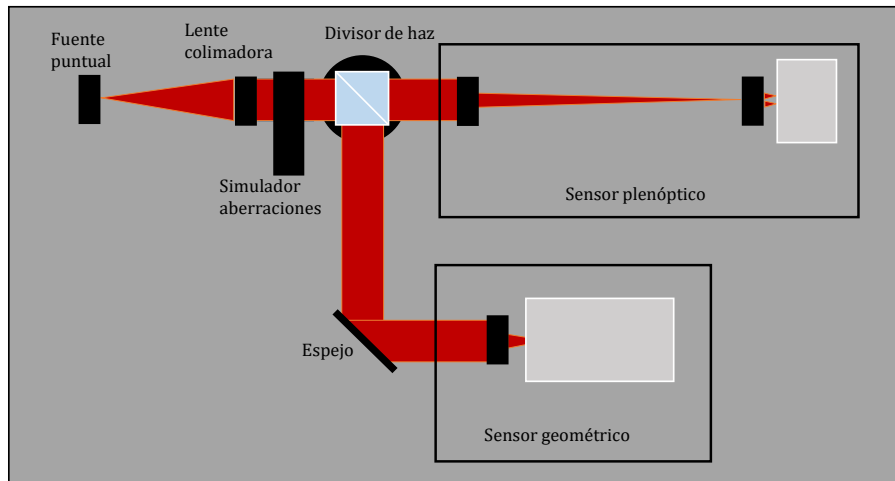 Fuente
puntual
Lente
colimadora
Divisor de haz
Simulador
aberraciones
Sensor plenóptico
Espejo
Sensor geométrico